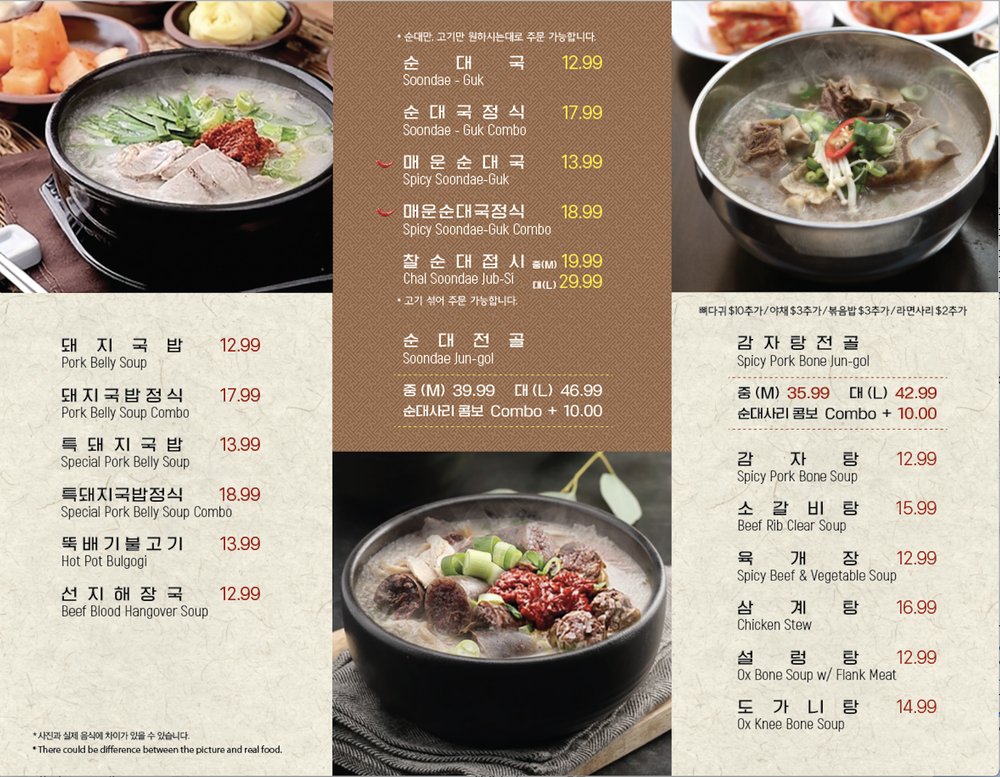 돼지국밥 12.99
Pork Belly Soup
돼지국밥정식 17.99
Pork Belly Soup Combo
특돼지국밥 13.99
Special Pork Belly Soup
특돼지국밥정식 18.99
Special Pork Belly Soup Combo
뚝배기불고기 13.99
Hot Pot Bulgogi
선지해장국 12.99
Beef Blood Hangover Soup
*사진과 실제 음식에 차이가 있을 수 있습니다.
* There could be difference between the picture and real food.
* 순대만, 고기만 원하시는대로 주문 가능합니다.
순대국 12.99
Soondae - Guk
순대국정식 17.99
Soondae - Guk Combo
매운순대국 13.99
Spicy Soondae-Guk
매운순대국정식 18.99
Spicy Soondae-Guk Combo
찰순대접시 중(M) 19.99
Chal Soondae Jub-Si 대(L) 29.99
* 고기 섞어 주문 가능합니다.
순대전골
Soondae Jun-gol
중 (M) 39.99 대 (L) 46.99
순대사리 콤보 Combo + 10.00
뼈다귀 $10추가 / 야채 $3추가 / 볶음밥 $3추가 / 라면사리 $2추가
감자탕전골
Spicy Pork Bone Jun-gol
중 (M) 35.99 대 (L) 42.99
순대사리 콤보 Combo + 10.00
감자탕 12.99
Spicy Pork Bone Soup
소갈비탕 15.99
Beef Rib Clear Soup
육개장 12.99
Spicy Beef & Vegetable Soup
삼계탕 16.99
Chicken Stew
설렁탕 12.99
Ox Bone Soup w/ Flank Meat
도가니탕 14.99
Ox Knee Bone Soup